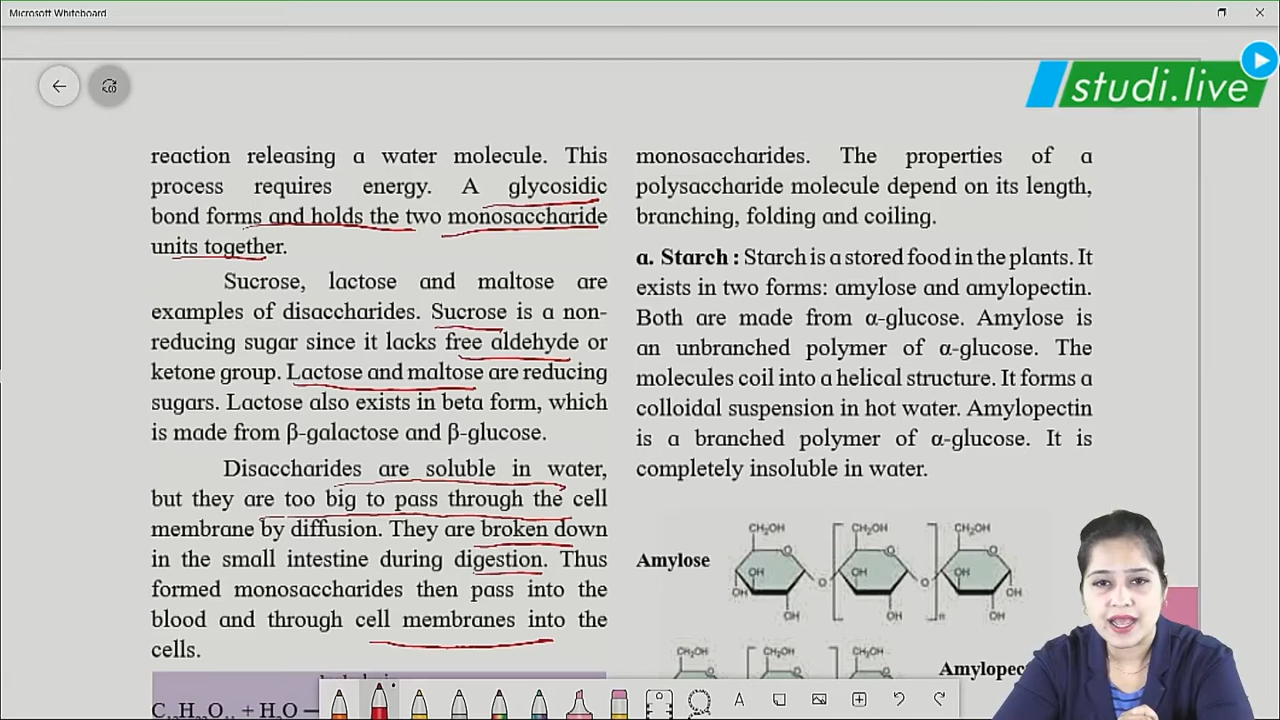 Microsoft Whiteboard
studi.live
reaction releasing a water molecule. This
process requires energy. A glycosidic
bond forms and holds the two monosaccharide
units together.
Sucrose, lactose and maltose are
examples of disaccharides. Sucrose is a non-
reducing sugar since it lacks free aldehyde or
ketone group. Lactose and maltose are reducing
sugars. Lactose also exists in beta form, which
is made from β-galactose and β-glucose.
Disaccharides are soluble in water,
but they are too big to pass through the cell
membrane by diffusion. They are broken down
in the small intestine during digestion. Thus
formed monosaccharides then pass into the
blood and through cell membranes into the
cells.
monosaccharides. The properties of a
polysaccharide molecule depend on its length,
branching, folding and coiling.
a. Starch : Starch is a stored food in the plants. It
exists in two forms: amylose and amylopectin.
Both are made from α-glucose. Amylose is
an unbranched polymer of α-glucose. The
molecules coil into a helical structure. It forms a
colloidal suspension in hot water. Amylopectin
is a branched polymer of α-glucose. It is
completely insoluble in water.
CH₂OH CH₂OH CH₂OH
O O O
Amylose
OH OH OH
O O
OH OH
OH OH OH
n
CH₂OH CH₂OH CH₂OH